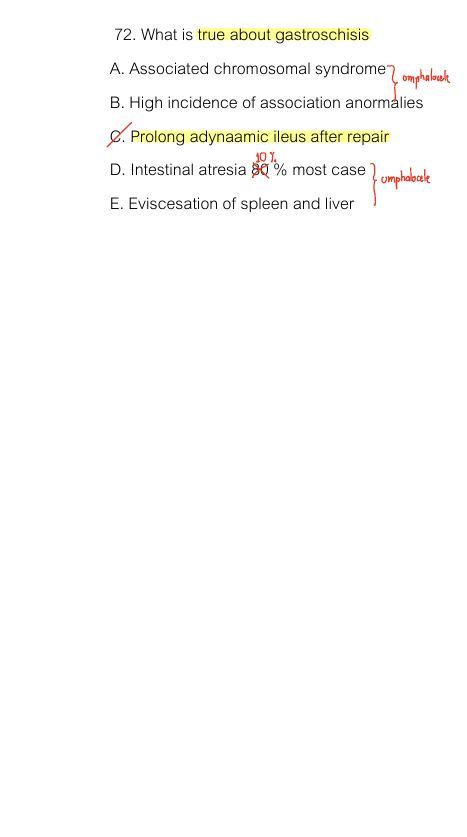 72. What is true about gastroschisis
A. Associated chromosomal syndrome
omphalocele
B. High incidence of association anormalies
C. Prolong adynaamic ileus after repair
10 %
D. Intestinal atresia 80 % most case
omphalocele
E. Eviscesation of spleen and liver